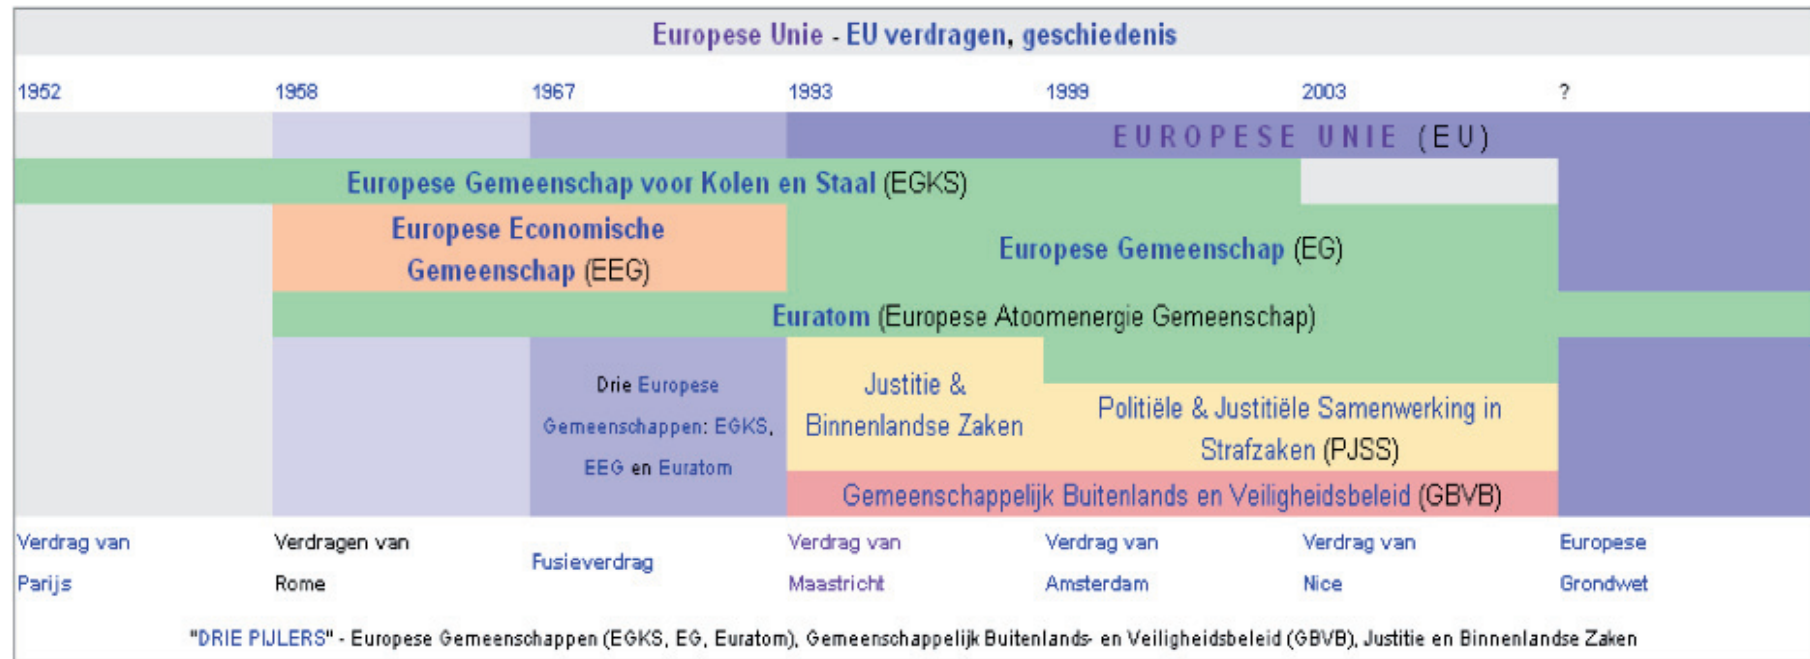 Europese Unie - EU verdragen, geschiedenis
1952 1958 1967 1993 1999 2003 ?
EUROPESE UNIE (EU)
Europese Gemeenschap voor Kolen en Staal (EGKS)
Europese Economische
Gemeenschap (EEG)
Europese Gemeenschap (EG)
Euratom (Europese Atoomenergie Gemeenschap)
Drie Europese
Gemeenschappen: EGKS,
EEG en Euratom
Justitie &
Binnenlandse Zaken
Politiële & Justitiële Samenwerking in
Strafzaken (PJSS)
Gemeenschappelijk Buitenlands en Veiligheidsbeleid (GBVB)
Verdrag van
Parijs
Verdragen van
Rome
Fusieverdrag
Verdrag van
Maastricht
Verdrag van
Amsterdam
Verdrag van
Nice
Europese
Grondwet
"DRIE PIJLERS" - Europese Gemeenschappen (EGKS, EG, Euratom), Gemeenschappelijk Buitenlands- en Veiligheidsbeleid (GBVB), Justitie en Binnenlandse Zaken